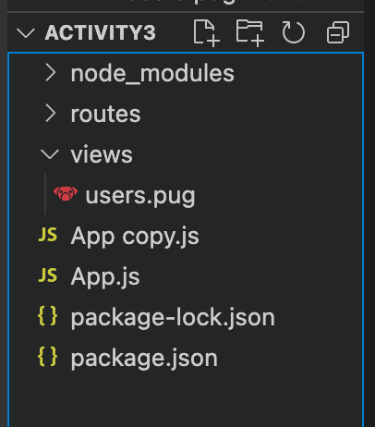 ACTIVITY3
node_modules
routes
views
users.pug
JS App copy.js
JS App.js
{} package-lock.json
{} package.json